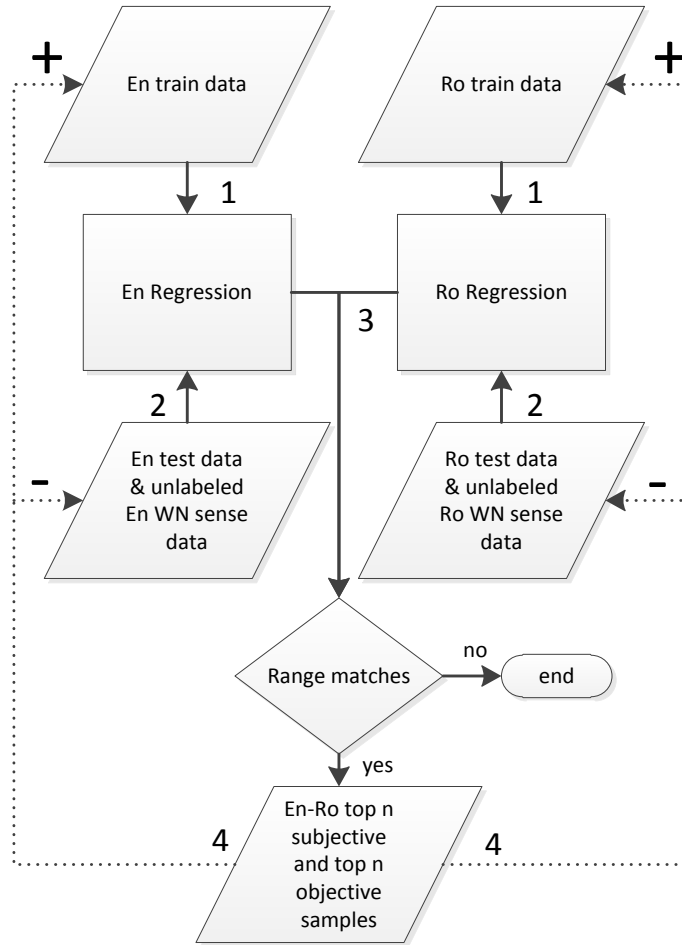 +
+
En train data
Ro train data
1
1
En Regression
Ro Regression
3
2
2
-
-
En test data
& unlabeled
En WN sense
data
Ro test data
& unlabeled
Ro WN sense
data
Range matches
no
end
yes
4
4
En-Ro top n
subjective
and top n
objective
samples